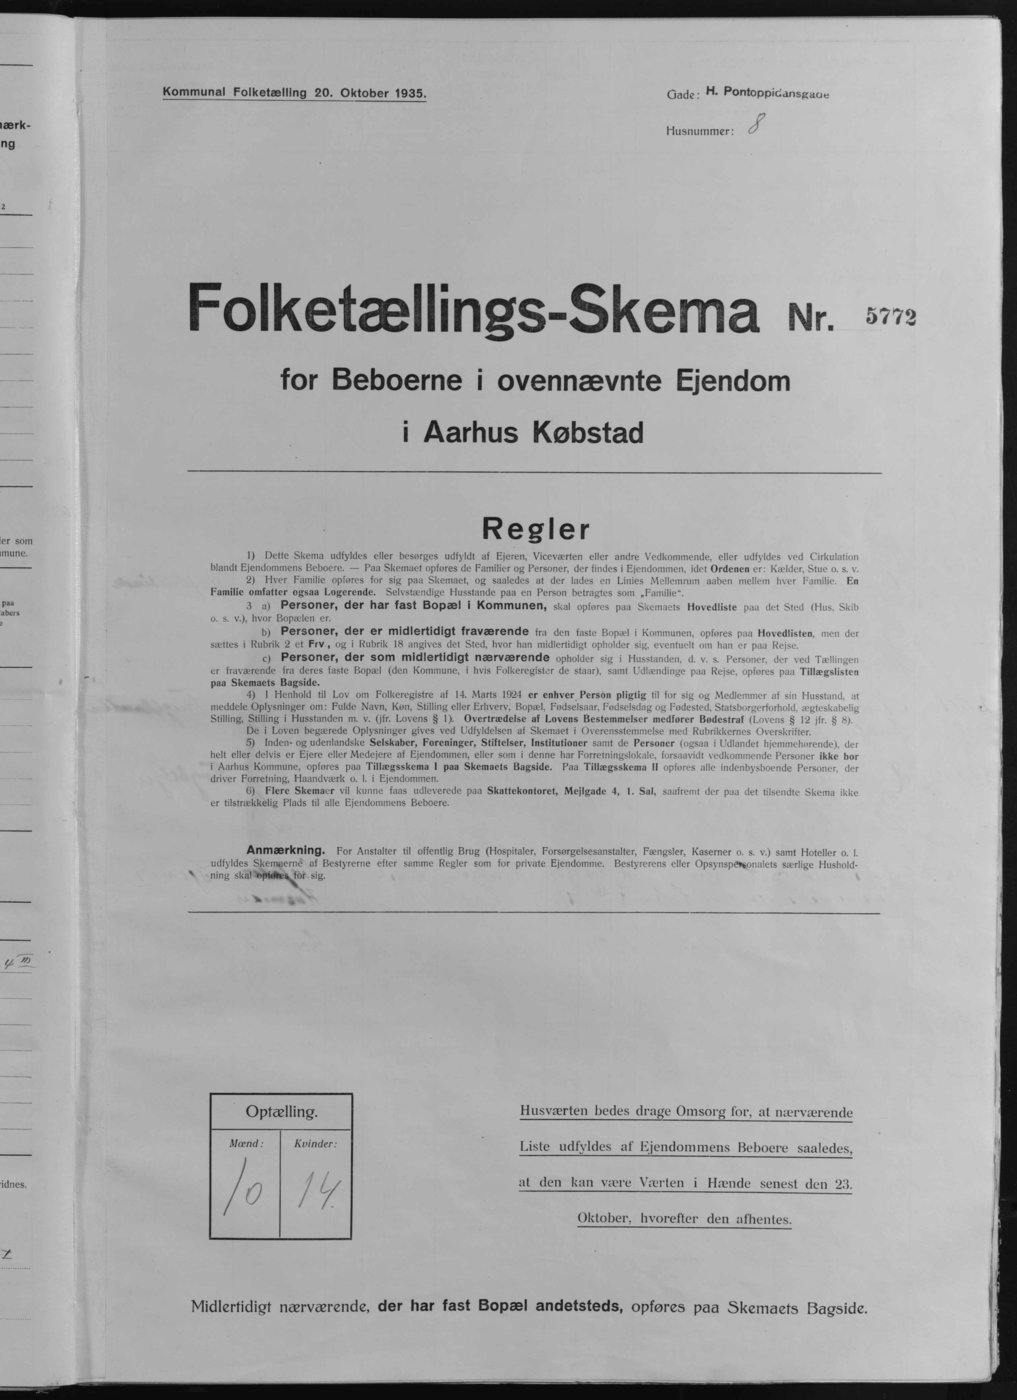 Kommunal Folketælling 20. Oktober 1935.
Gade: H. Pontoppidansgade
Husnummer: 8
Folketællings-Skema Nr. 5772
for Beboerne i ovennævnte Ejendom
i Aarhus Købstad
Regler
1) Dette Skema udfyldes eller besørges udfyldt af Ejeren, Viceværten eller andre Vedkommende, eller udfyldes ved Cirkulation
blandt Ejendommens Beboere. — Paa Skemaet opføres de Familier og Personer, der findes i Ejendommen, idet Ordenen er: Kælder, Stue o. s. v.
2) Hver Familie opføres for sig paa Skemaet, og saaledes at der lades en Linies Mellemrum aaben mellem hver Familie. En
Familie omfatter ogsaa Logerende. Selvstændige Husstande paa en Person betragtes som „Familie“.
3 a) Personer, der har fast Bopæl i Kommunen, skal opføres paa Skemaets Hovedliste paa det Sted (Hus, Skib
o. s. v.), hvor Bopælen er.
b) Personer, der er midlertidigt fraværende fra den faste Bopæl i Kommunen, opføres paa Hovedlisten, men der
sættes i Rubrik 2 et Frv., og i Rubrik 18 angives det Sted, hvor han midlertidigt opholder sig, eventuelt om han er paa Rejse.
c) Personer, der som midlertidigt nærværende opholder sig i Husstanden, d. v. s. Personer, der ved Tællingen
er fraværende fra deres faste Bopæl (den Kommune, i hvis Folkeregister de staar), samt Udlændinge paa Rejse, opføres paa Tillægslisten
paa Skemaets Bagside.
4) I Henhold til Lov om Folkeregistre af 14. Marts 1924 er enhver Person pligtig til for sig og Medlemmer af sin Husstand, at
meddele Oplysninger om: Fulde Navn, Køn, Stilling eller Erhverv, Bopæl, Fødselsaar, Fødselsdag og Fødested, Statsborgerforhold, ægteskabelig
Stilling, Stilling i Husstanden m. v. (jfr. Lovens § 1). Overtrædelse af Lovens Bestemmelser medfører Bødestraf (Lovens § 12 jfr. § 8).
De i Loven begærede Oplysninger gives ved Udfyldelsen af Skemaet i Overensstemmelse med Rubrikkernes Overskrifter.
5) Inden- og udenlandske Selskaber, Foreninger, Stiftelser, Institutioner samt de Personer (ogsaa i Udlandet hjemmehørende), der
helt eller delvis er Ejere eller Medejere af Ejendommen, eller som i denne har Forretningslokale, forsaavidt vedkommende Personer ikke bor
i Aarhus Kommune, opføres paa Tillægsskema I paa Skemaets Bagside. Paa Tillægsskema II opføres alle indenbysboende Personer, der
driver Forretning, Haandværk o. l. i Ejendommen.
6) Flere Skemaer vil kunne faas udleverede paa Skattekontoret, Mejlgade 4, 1. Sal, saafremt der paa det tilsendte Skema ikke
er tilstrækkelig Plads til alle Ejendommens Beboere.
Anmærkning. For Anstalter til offentlig Brug (Hospitaler, Forsørgelsesanstalter, Fængsler, Kaserner o. s. v.) samt Hoteller o. l.
udfyldes Skemaerne af Bestyrerne efter samme Regler som for private Ejendomme. Bestyrerens eller Opsynspersonalets særlige Hushold-
ning skal opføres for sig.
Optælling.
Mænd: Kvinder:
10 14.
Husværten bedes drage Omsorg for, at nærværende
Liste udfyldes af Ejendommens Beboere saaledes,
at den kan være Værten i Hænde senest den 23.
Oktober, hvorefter den afhentes.
Midlertidigt nærværende, der har fast Bopæl andetsteds, opføres paa Skemaets Bagside.